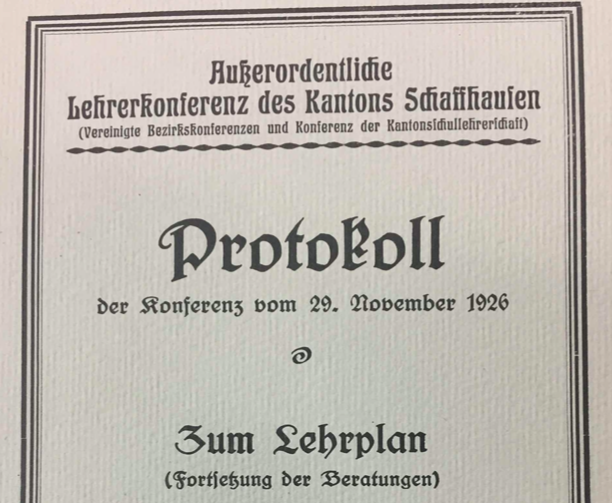 Außerordentliche
Lehrerkonferenz des Kantons Schaffhausen
(Vereinigte Bezirkskonferenzen und Konferenz der Kantonsschullehrerschaft)
Protokoll
der Konferenz vom 29. November 1926
Zum Lehrplan
(Fortsetzung der Beratungen)